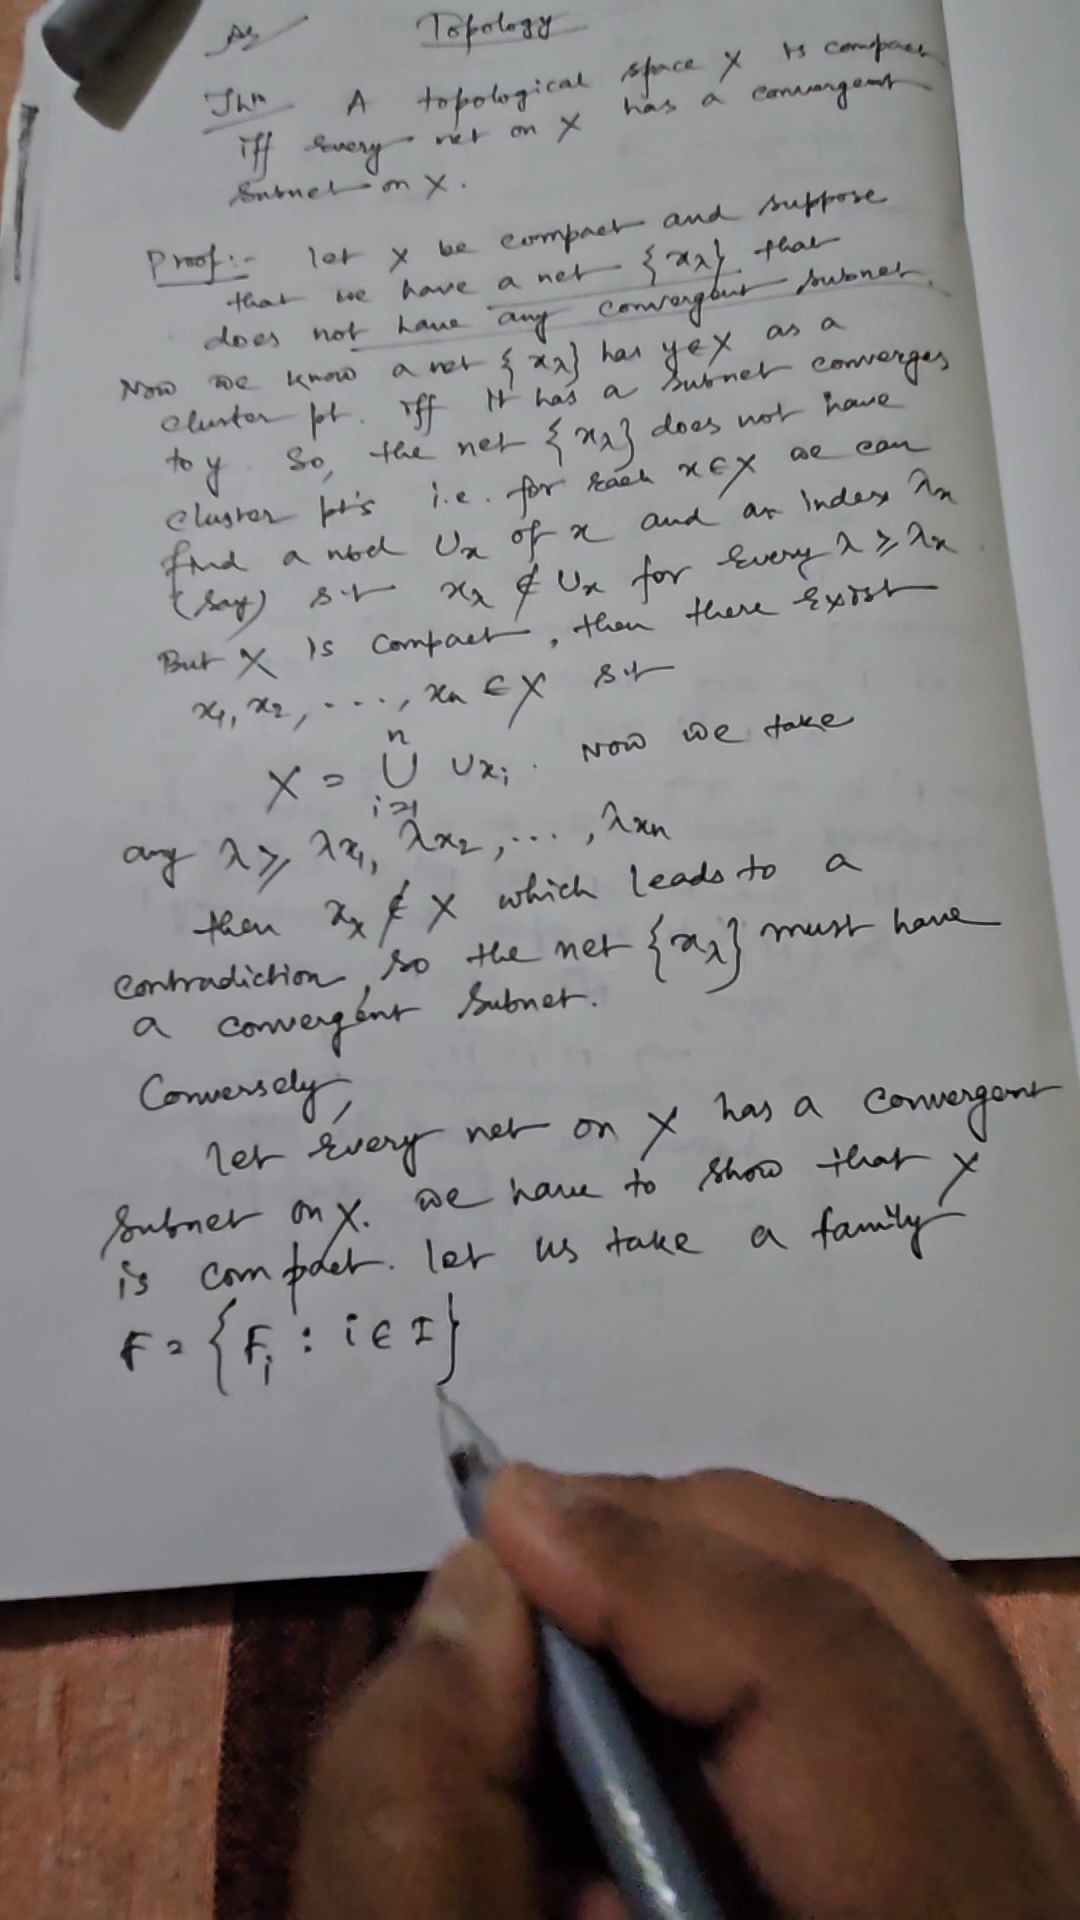 Topology
Thm A topological space X is compact
iff every net on X has a convergent
subnet on X.
Proof:- let X be compact and suppose
that we have a net {xλ} that
does not have any convergent subnet.
Now we know a net {xλ} has y∈X as a
cluster pt. iff it has a subnet converges
to y. So, the net {xλ} does not have
cluster pt's i.e. for each x∈X we can
find a nbd Ux of x and an index λx
(say) s.t xλ ∉ Ux for every λ ≥ λx.
But X is compact, then there exist
x1, x2, ..., xn ∈ X s.t
X = ⋃_{i=1}^{n} Uxi. Now we take
any λ ≥ λx1, λx2, ..., λxn
then xλ ∉ X which leads to a
contradiction, so the net {xλ} must have
a convergent subnet.
Conversely,
let every net on X has a convergent
subnet on X. we have to show that X
is compact. let us take a family
F = {Fi : i ∈ I}